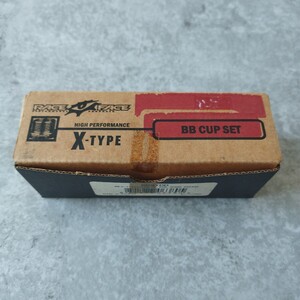 RACE FACE
HIGH PERFORMANCE
X-TYPE
BB CUP SET